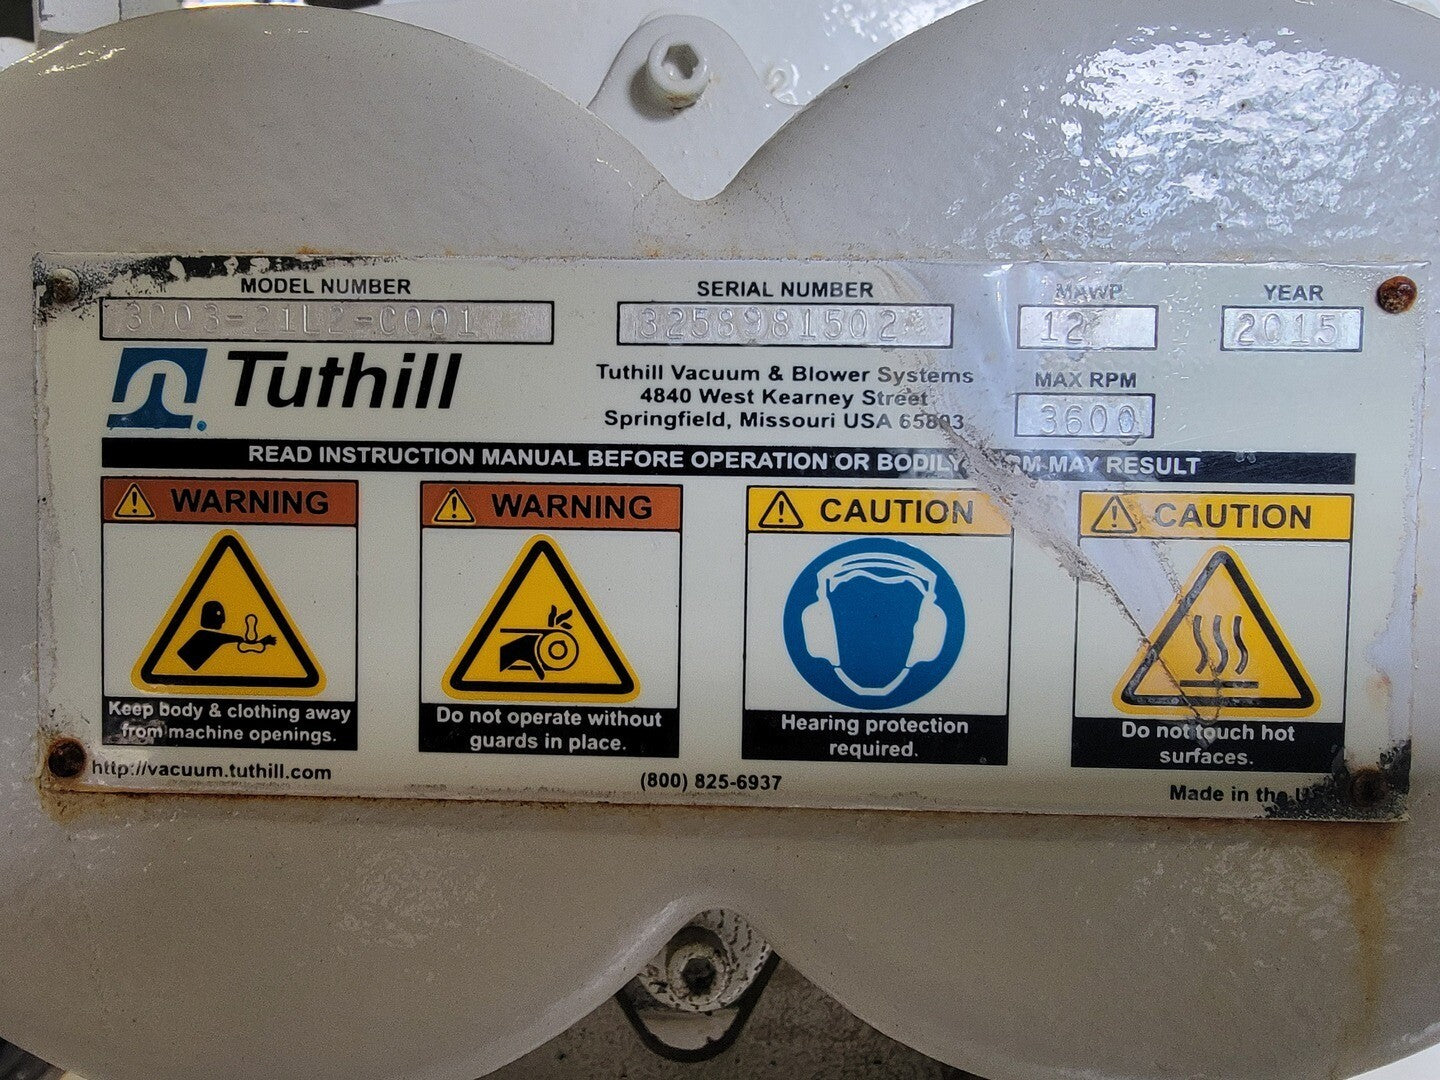 MODEL NUMBER
3003-21L2-C001
SERIAL NUMBER
3258981502
MAWP
12
YEAR
2015
Tuthill
Tuthill Vacuum & Blower Systems
4840 West Kearney Street
Springfield, Missouri USA 65803
MAX RPM
3600
READ INSTRUCTION MANUAL BEFORE OPERATION OR BODILY HARM MAY RESULT
WARNING
Keep body & clothing away
from machine openings.
WARNING
Do not operate without
guards in place.
CAUTION
Hearing protection
required.
CAUTION
Do not touch hot
surfaces.
http://vacuum.tuthill.com
(800) 825-6937
Made in the